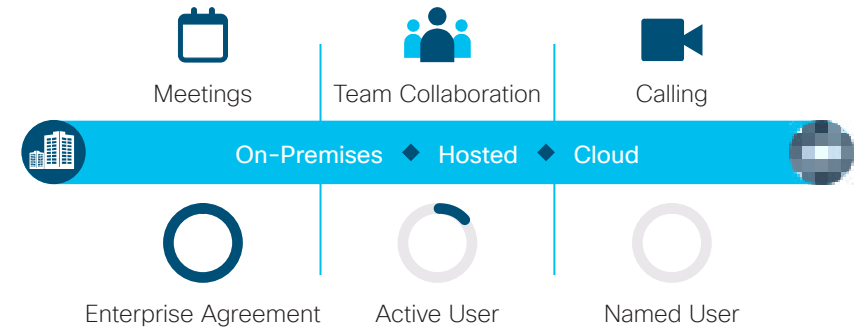 Meetings
Team Collaboration
Calling
On-Premises ◆ Hosted ◆ Cloud
Enterprise Agreement
Active User
Named User